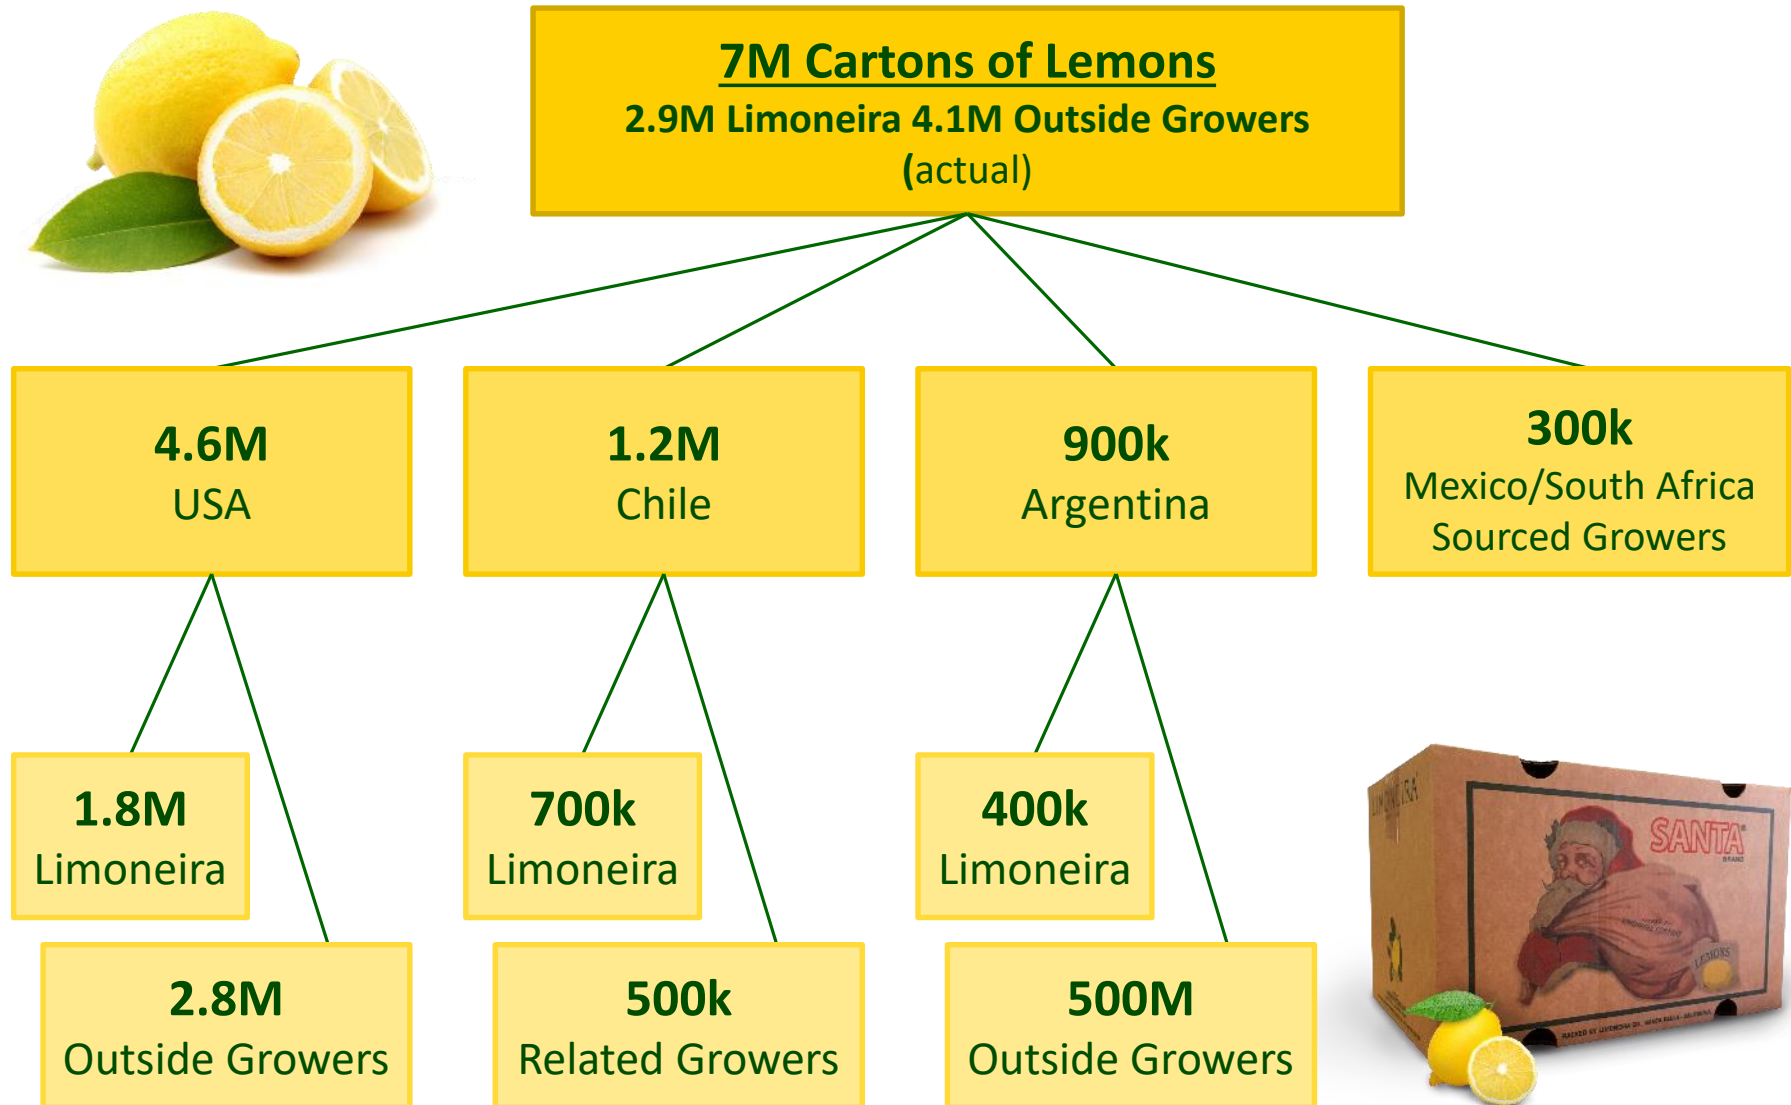 7M Cartons of Lemons
2.9M Limoneira 4.1M Outside Growers
(actual)
4.6M
USA
1.2M
Chile
900k
Argentina
300k
Mexico/South Africa
Sourced Growers
1.8M
Limoneira
700k
Limoneira
400k
Limoneira
2.8M
Outside Growers
500k
Related Growers
500M
Outside Growers
SANTA
BRAND
LEMONS